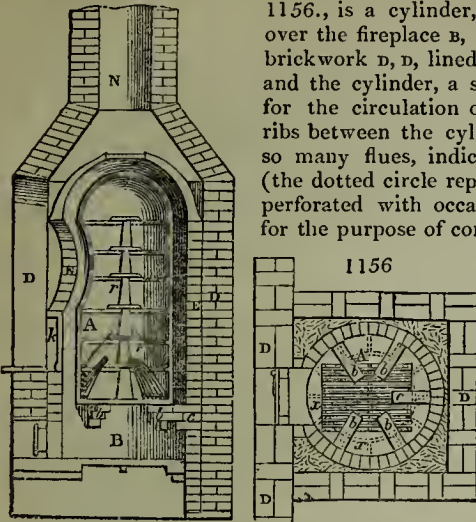 1156., is a cylinder,
over the fireplace B,
brickwork D, D, lined
and the cylinder, a s
for the circulation o
ribs between the cyl
so many flues, indic
(the dotted circle rep
perforated with occa
for the purpose of con
1156
N
D
K
r
E
D
A
k
b
c
B
D
A
b
b
x
c
D
b
b
x
D